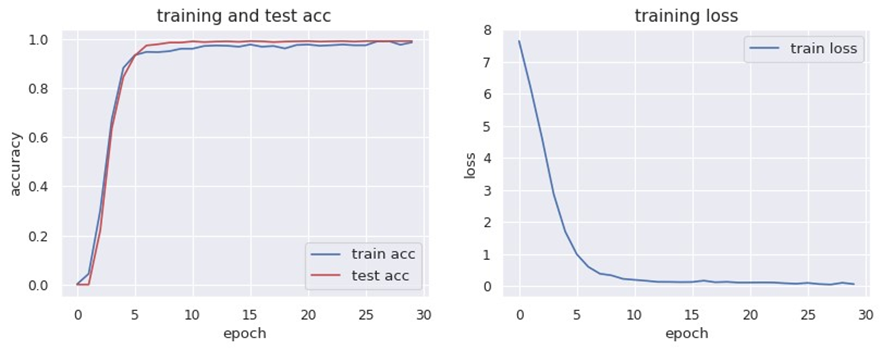 training and test acc
1.0
0.8
0.6
0.4
0.2
0.0
accuracy
train acc
test acc
0 5 10 15 20 25 30
epoch
training loss
8
7
6
5
4
3
2
1
0
loss
train loss
0 5 10 15 20 25 30
epoch